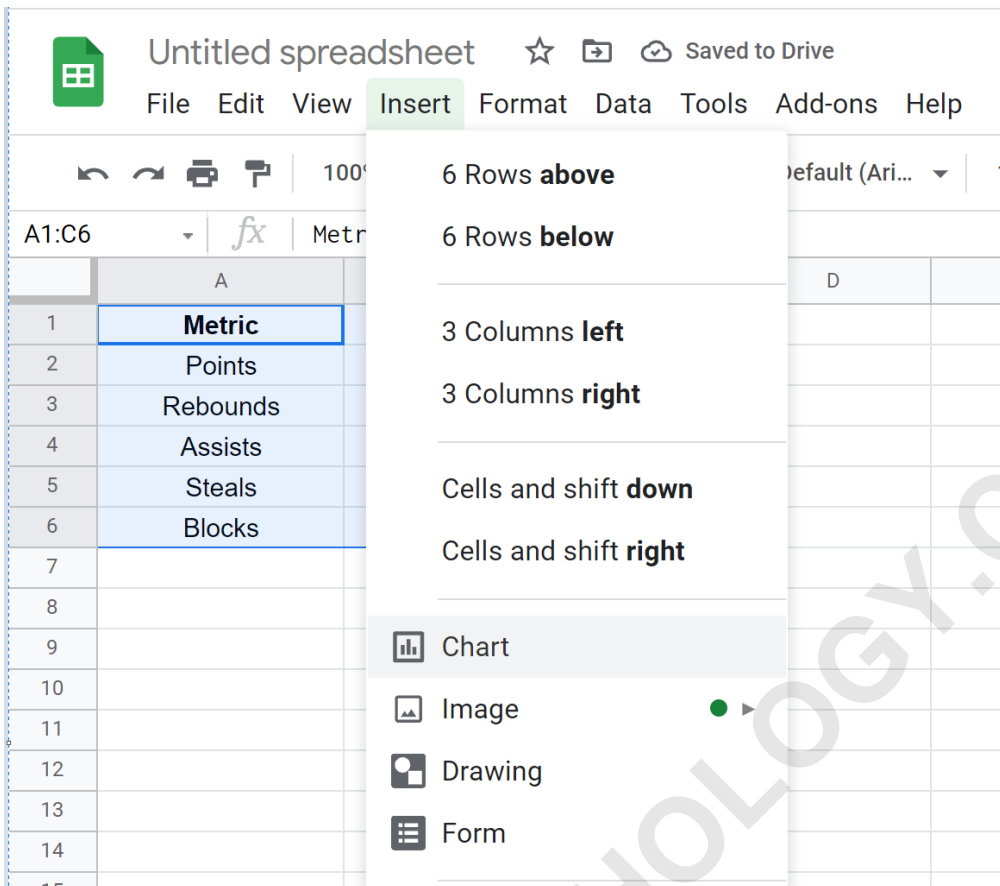 Untitled spreadsheet Saved to Drive
File Edit View Insert Format Data Tools Add-ons Help
100% Default (Ari...
A1:C6 fx Metr
A D
1 Metric
2 Points
3 Rebounds
4 Assists
5 Steals
6 Blocks
7
8
9
10
11
12
13
14
6 Rows above
6 Rows below
3 Columns left
3 Columns right
Cells and shift down
Cells and shift right
Chart
Image
Drawing
Form
OLOGY.C